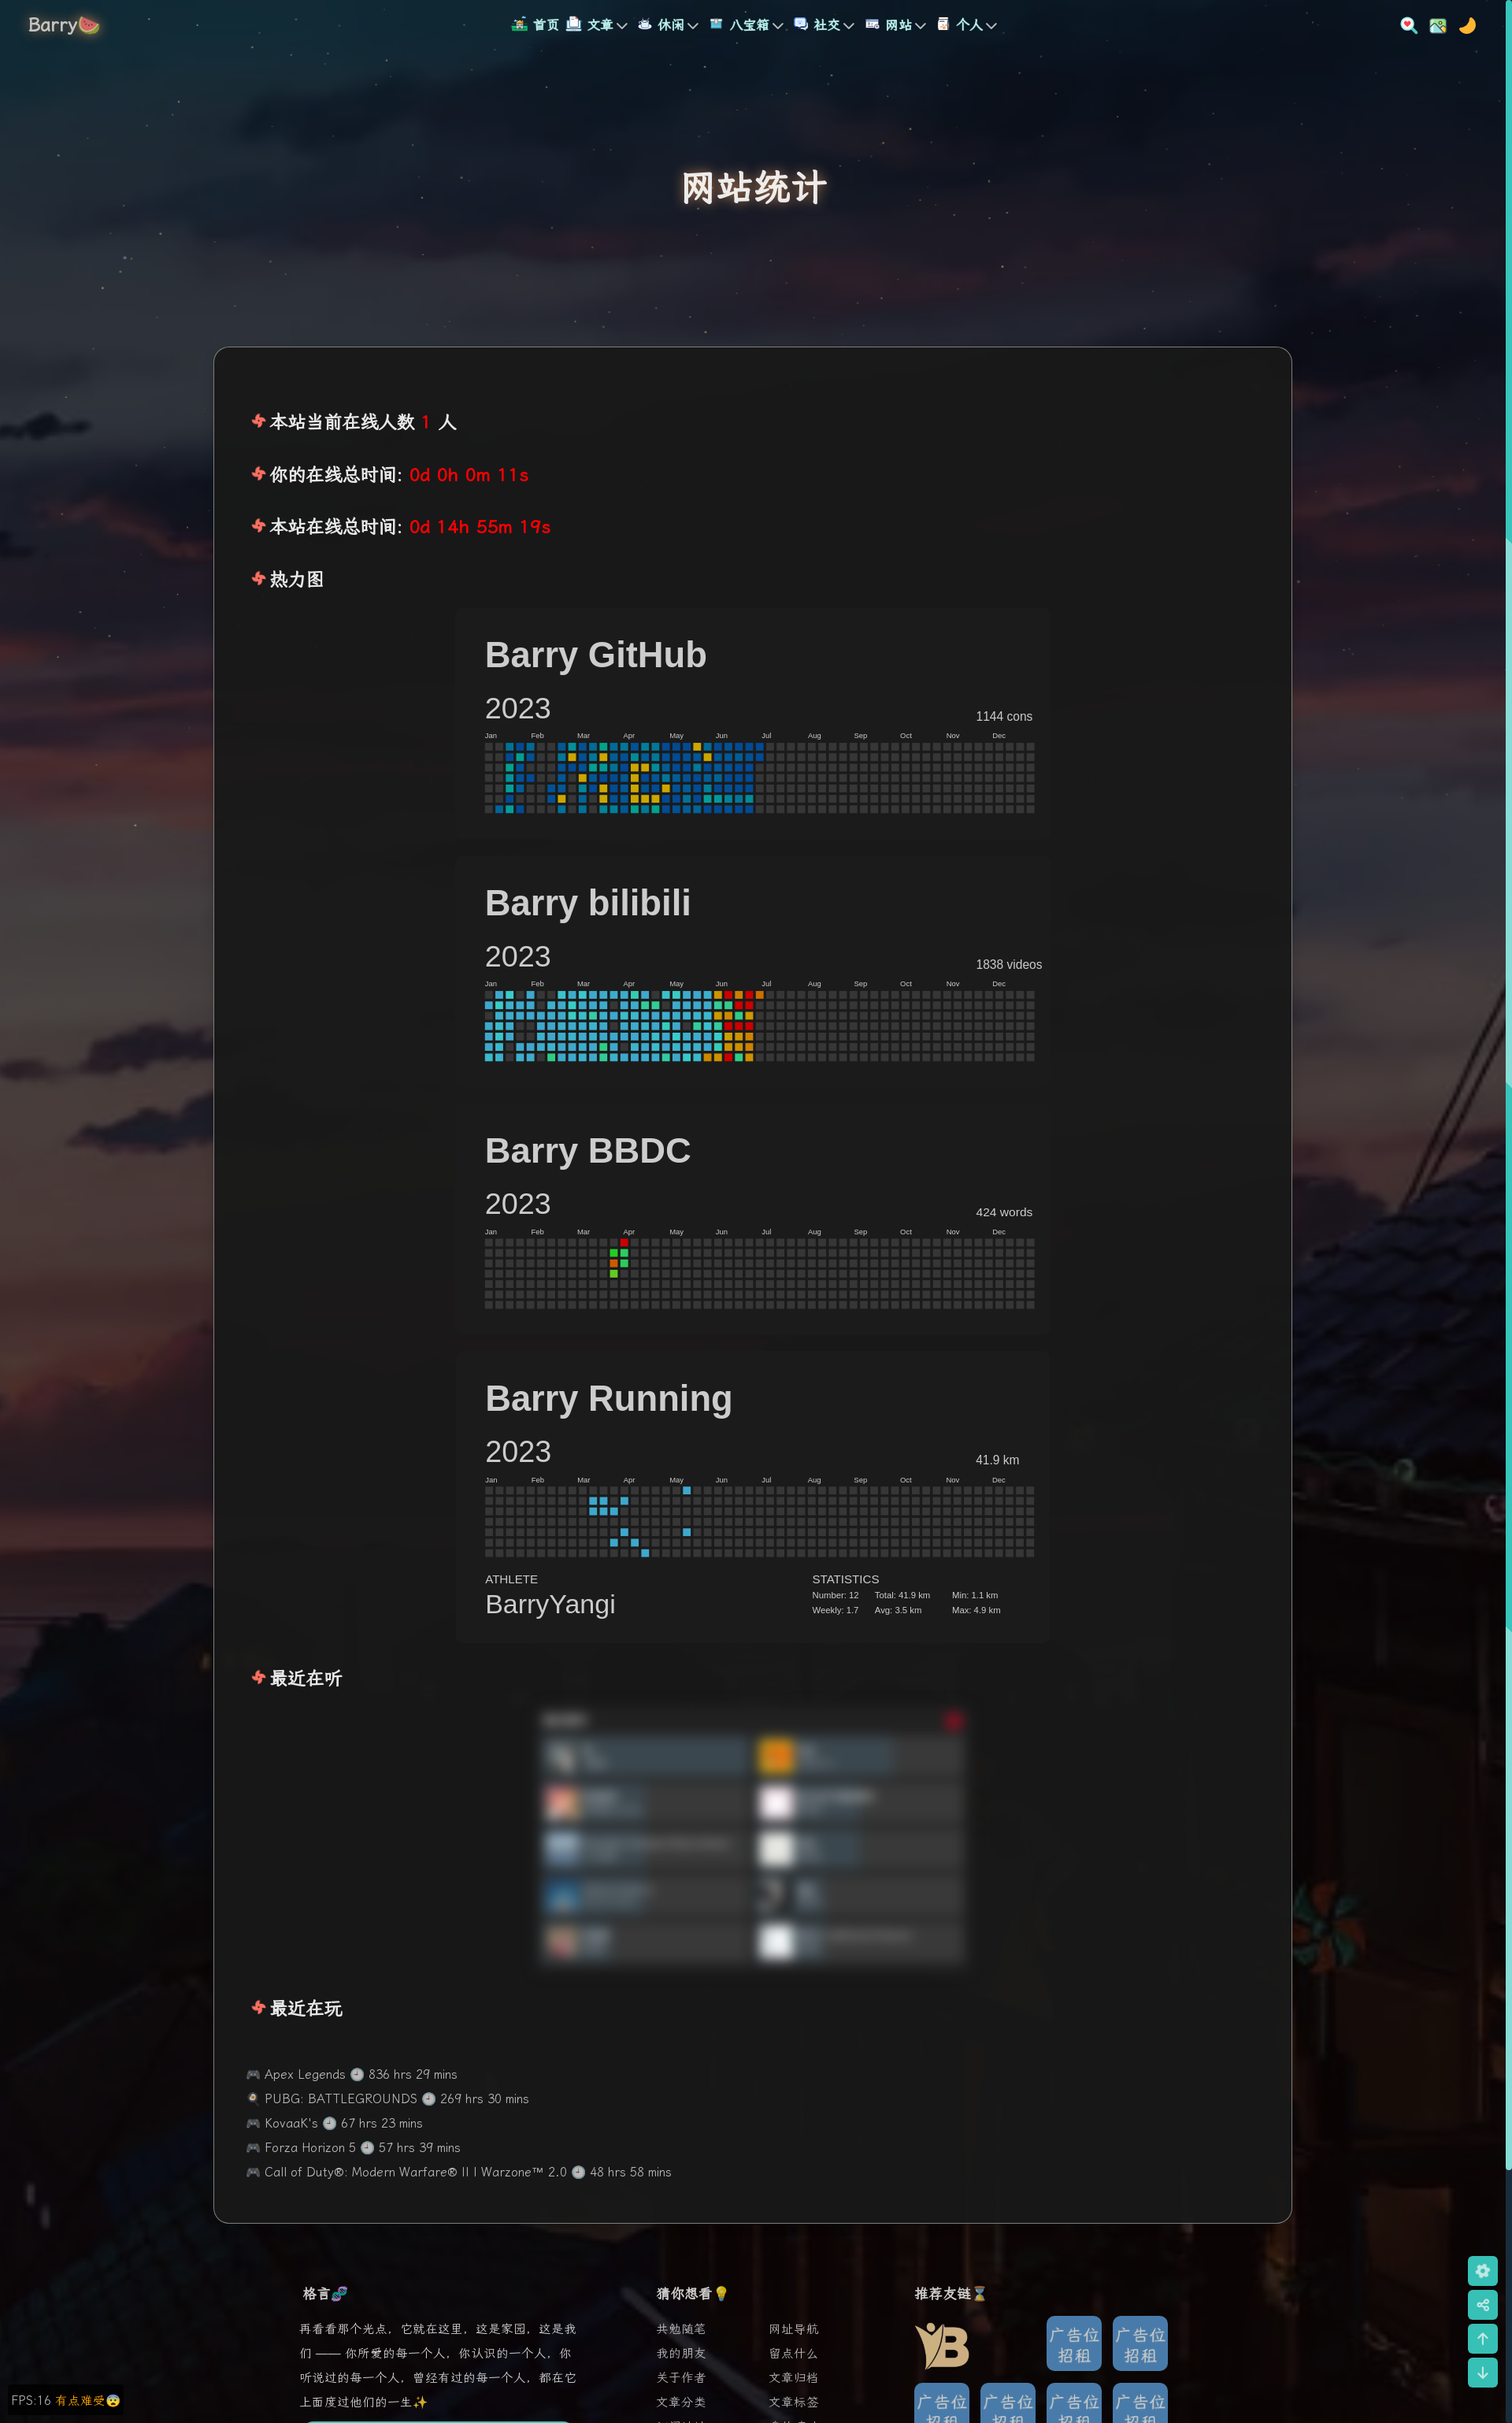 Barry
首页 文章 休闲 八宝箱 社交 网站 个人
网站统计
本站当前在线人数 1 人
你的在线总时间: 0d 0h 0m 11s
本站在线总时间: 0d 14h 55m 19s
热力图
Barry GitHub
2023
1144 cons
Jan Feb Mar Apr May Jun Jul Aug Sep Oct Nov Dec
Barry bilibili
2023
1838 videos
Jan Feb Mar Apr May Jun Jul Aug Sep Oct Nov Dec
Barry BBDC
2023
424 words
Jan Feb Mar Apr May Jun Jul Aug Sep Oct Nov Dec
Barry Running
2023
41.9 km
Jan Feb Mar Apr May Jun Jul Aug Sep Oct Nov Dec
ATHLETE
BarryYangi
STATISTICS
Number: 12 Total: 41.9 km Min: 1.1 km
Weekly: 1.7 Avg: 3.5 km Max: 4.9 km
最近在听
最近在玩
🎮 Apex Legends 🕘 836 hrs 29 mins
🍳 PUBG: BATTLEGROUNDS 🕘 269 hrs 30 mins
🎮 KovaaK's 🕘 67 hrs 23 mins
🎮 Forza Horizon 5 🕘 57 hrs 39 mins
🎮 Call of Duty®: Modern Warfare® II | Warzone™ 2.0 🕘 48 hrs 58 mins
格言🧬
再看看那个光点，它就在这里，这是家园，这是我
们 —— 你所爱的每一个人，你认识的一个人，你
听说过的每一个人，曾经有过的每一个人，都在它
上面度过他们的一生✨
猜你想看💡
共勉随笔
我的朋友
关于作者
文章分类
网址导航
留点什么
文章归档
文章标签
推荐友链⌛
B
广告位
招租
广告位
招租
广告位
招租
广告位
招租
广告位
招租
广告位
招租
FPS:16 有点难受😨